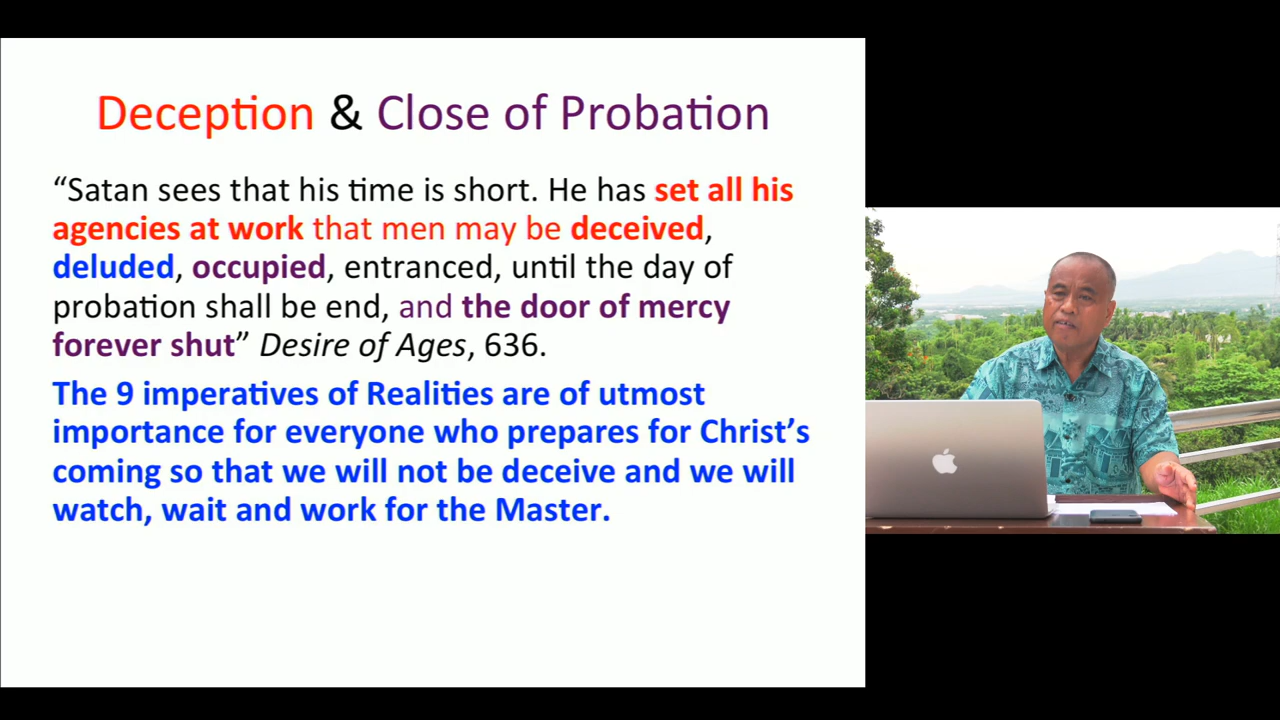 Deception & Close of Probation
“Satan sees that his time is short. He has set all his
agencies at work that men may be deceived,
deluded, occupied, entranced, until the day of
probation shall be end, and the door of mercy
forever shut” Desire of Ages, 636.
The 9 imperatives of Realities are of utmost
importance for everyone who prepares for Christ’s
coming so that we will not be deceive and we will
watch, wait and work for the Master.